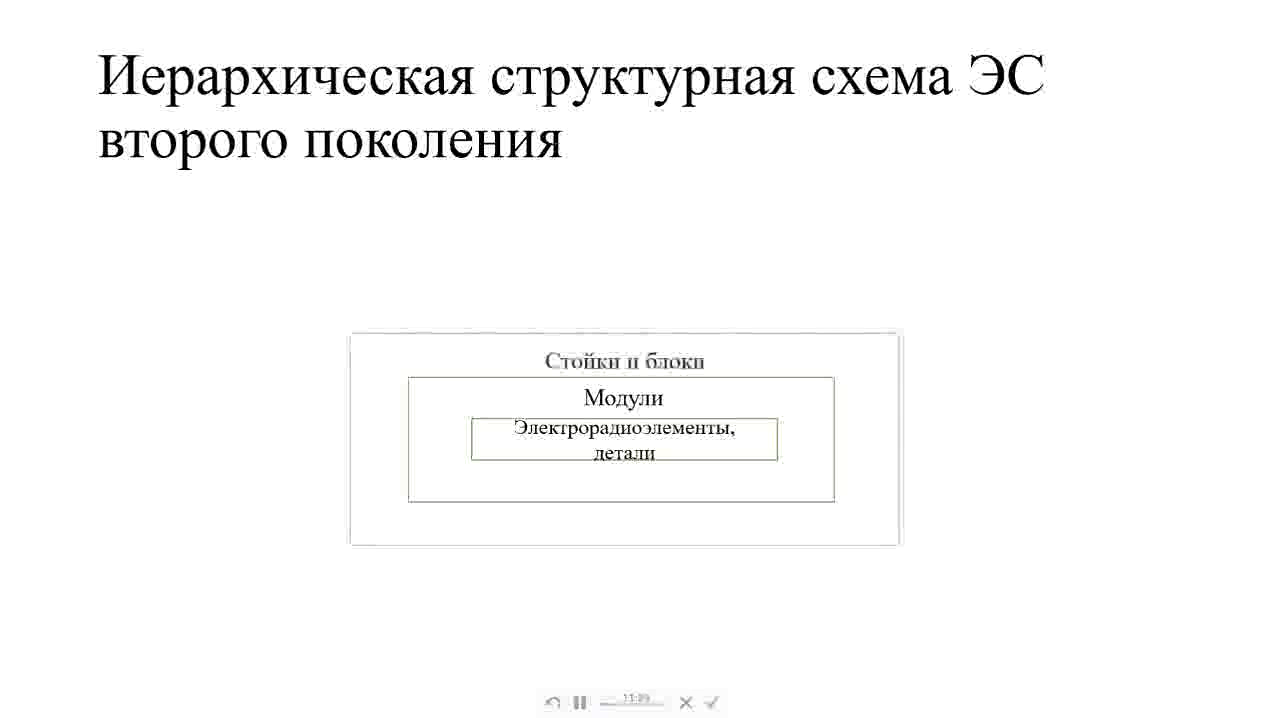 Иерархическая структурная схема ЭС
второго поколения
Стойки и блоки
Модули
Электрорадиоэлементы,
детали